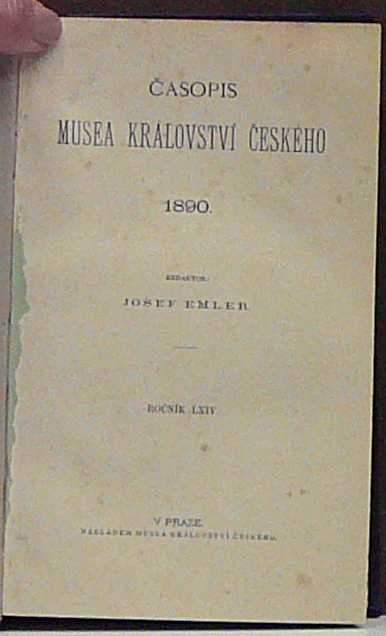 ČASOPIS
MUSEA KRÁLOVSTVÍ ČESKÉHO
1890.
REDAKTOR:
JOSEF EMLER.
ROČNÍK LXIV.
V PRAZE.
NÁKLADEM MUSEA KRÁLOVSTVÍ ČESKÉHO.